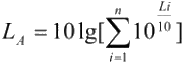 L_A = 10 lg[∑_{i=1}^{n} 10^{Li/10}]